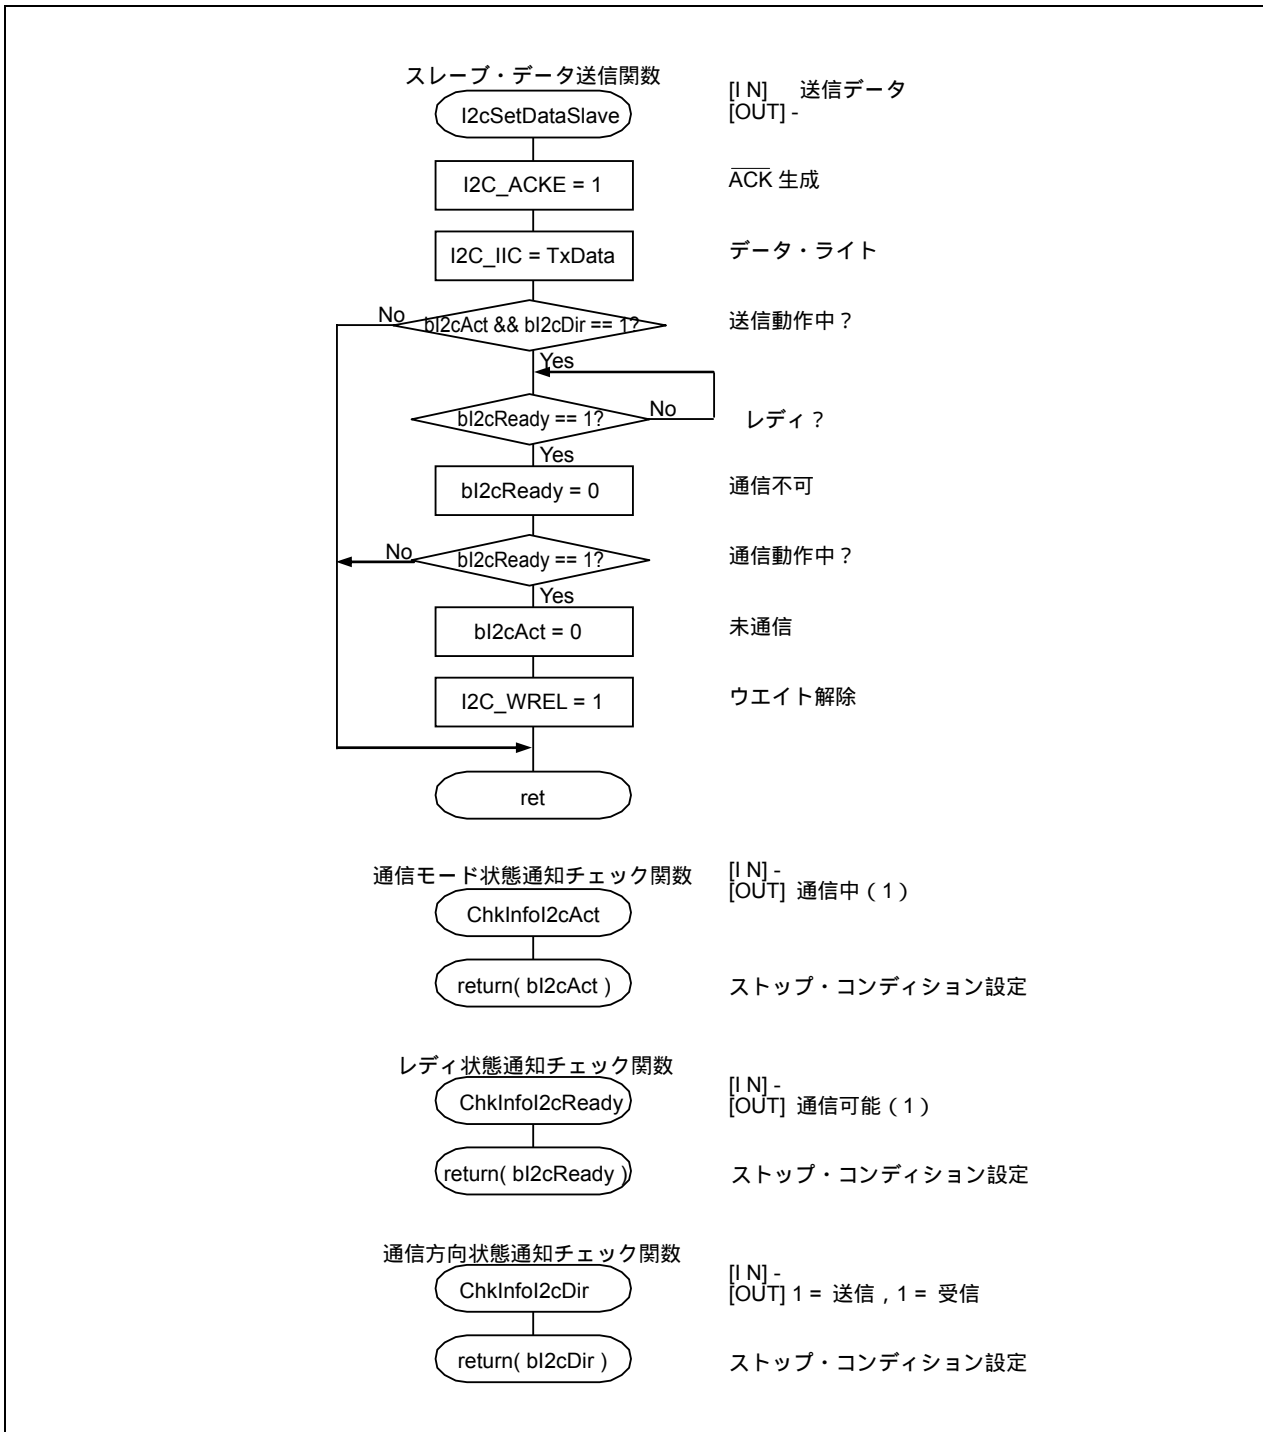 スレーブ・データ送信関数
[I N] 送信データ
[OUT] -
I2cSetDataSlave
I2C_ACKE = 1
ACK 生成
I2C_IIC = TxData
データ・ライト
No
bI2cAct && bI2cDir == 1?
送信動作中？
Yes
bI2cReady == 1?
No
レディ？
Yes
bI2cReady = 0
通信不可
No
bI2cReady == 1?
通信動作中？
Yes
bI2cAct = 0
未通信
I2C_WREL = 1
ウエイト解除
ret
通信モード状態通知チェック関数
[I N] -
[OUT] 通信中（1）
ChkInfoI2cAct
return( bI2cAct )
ストップ・コンディション設定
レディ状態通知チェック関数
[I N] -
[OUT] 通信可能（1）
ChkInfoI2cReady
return( bI2cReady )
ストップ・コンディション設定
通信方向状態通知チェック関数
[I N] -
[OUT] 1 = 送信 , 1 = 受信
ChkInfoI2cDir
return( bI2cDir )
ストップ・コンディション設定